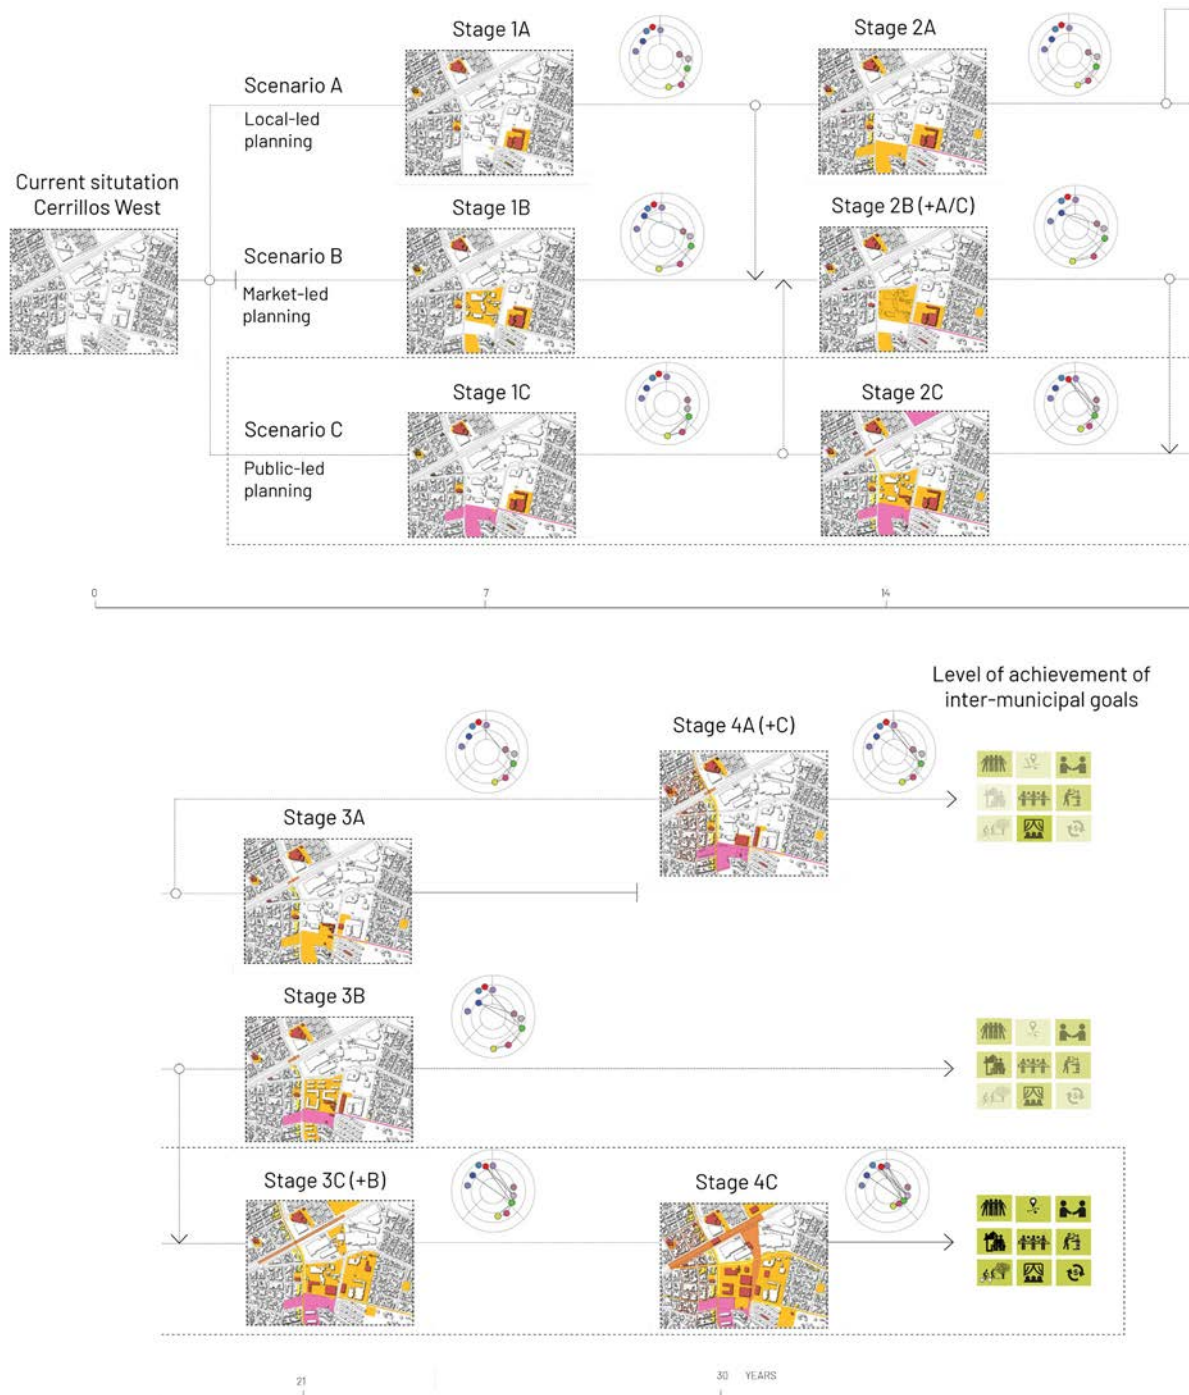 Stage 1A
Stage 2A
Scenario A
Local-led
planning
Current situtation
Cerrillos West
Stage 1B
Stage 2B (+A/C)
Scenario B
Market-led
planning
Stage 1C
Stage 2C
Scenario C
Public-led
planning
0
7
14
Level of achievement of
inter-municipal goals
Stage 4A (+C)
Stage 3A
Stage 3B
Stage 3C (+B)
Stage 4C
21
30 YEARS